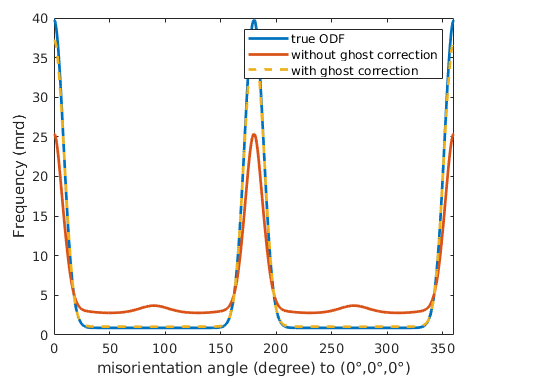 40
35
30
25
20
15
10
5
0
Frequency (mrd)
true ODF
without ghost correction
with ghost correction
0 50 100 150 200 250 300 350
misorientation angle (degree) to (0°,0°,0°)